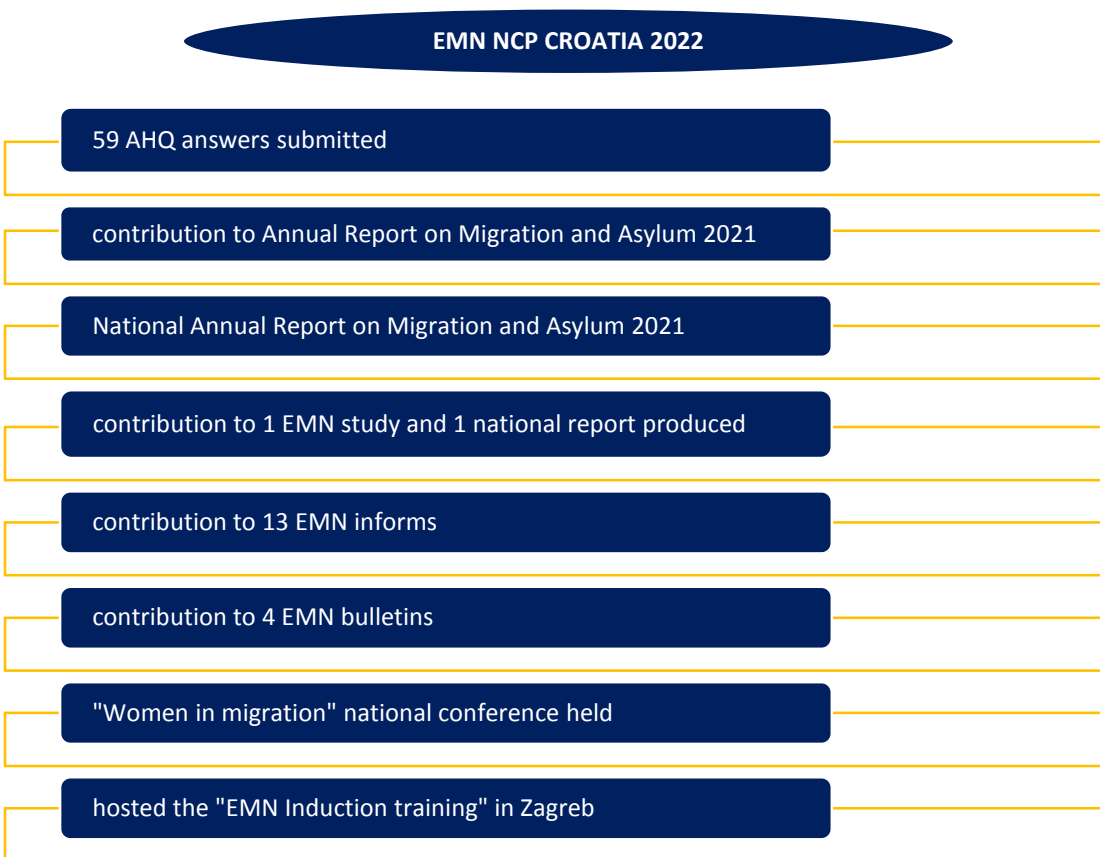 EMN NCP CROATIA 2022
59 AHQ answers submitted
contribution to Annual Report on Migration and Asylum 2021
National Annual Report on Migration and Asylum 2021
contribution to 1 EMN study and 1 national report produced
contribution to 13 EMN informs
contribution to 4 EMN bulletins
"Women in migration" national conference held
hosted the "EMN Induction training" in Zagreb